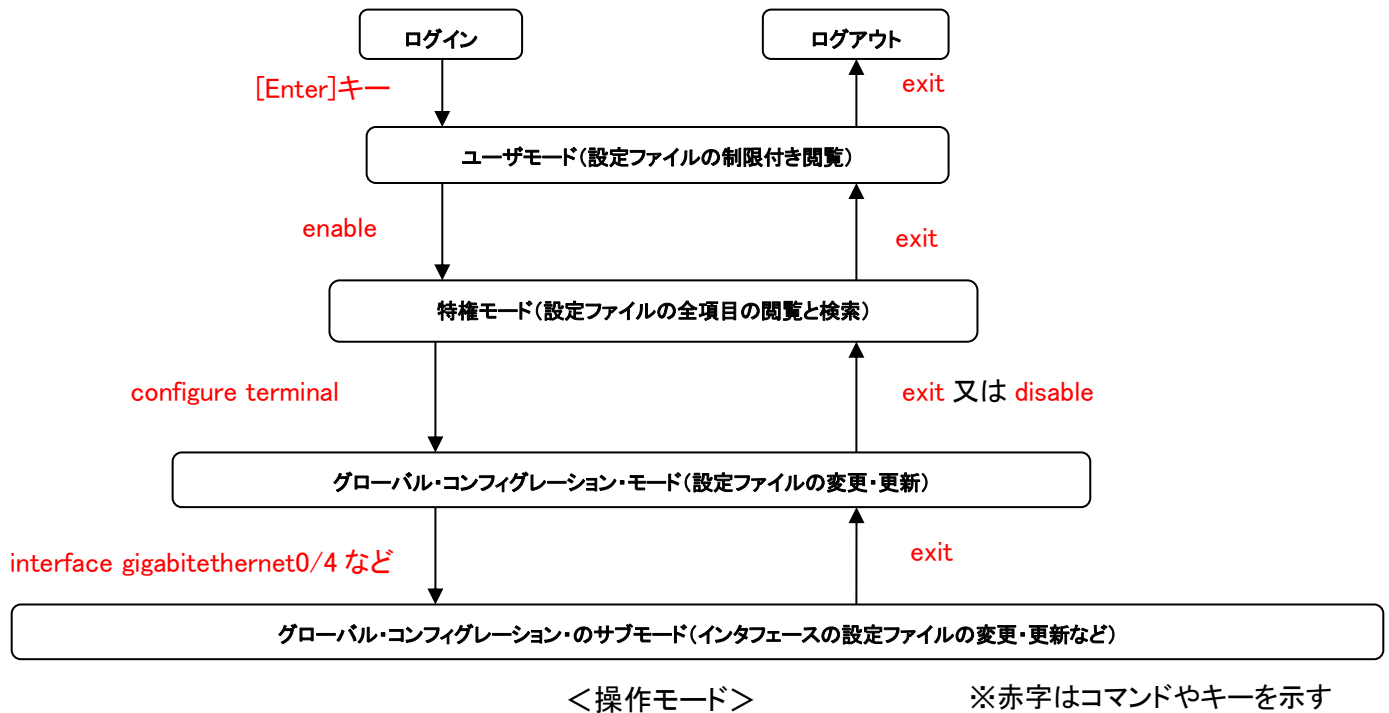 ログイン
ログアウト
[Enter]キー
exit
ユーザモード(設定ファイルの制限付き閲覧)
enable
exit
特権モード(設定ファイルの全項目の閲覧と検索)
configure terminal
exit 又は disable
グローバル・コンフィグレーション・モード(設定ファイルの変更・更新)
interface gigabitethernet0/4 など
exit
グローバル・コンフィグレーション・のサブモード(インタフェースの設定ファイルの変更・更新など)
<操作モード>
※赤字はコマンドやキーを示す